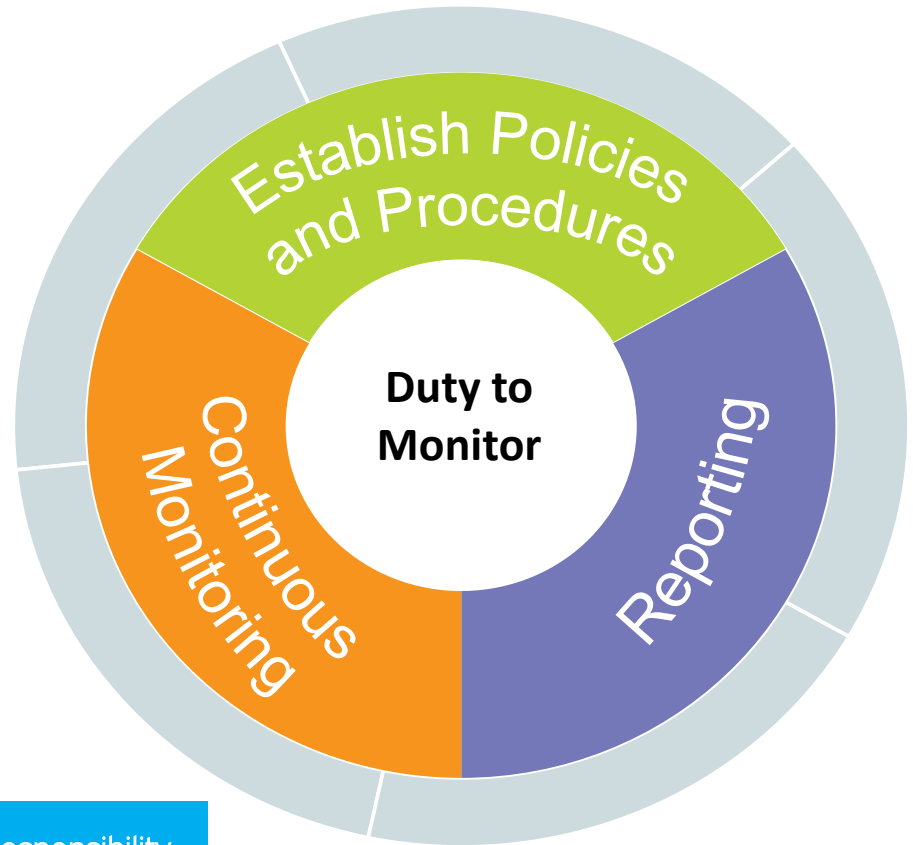 Establish Policies
and Procedures
Duty to
Monitor
Reporting
Continuous
Monitoring